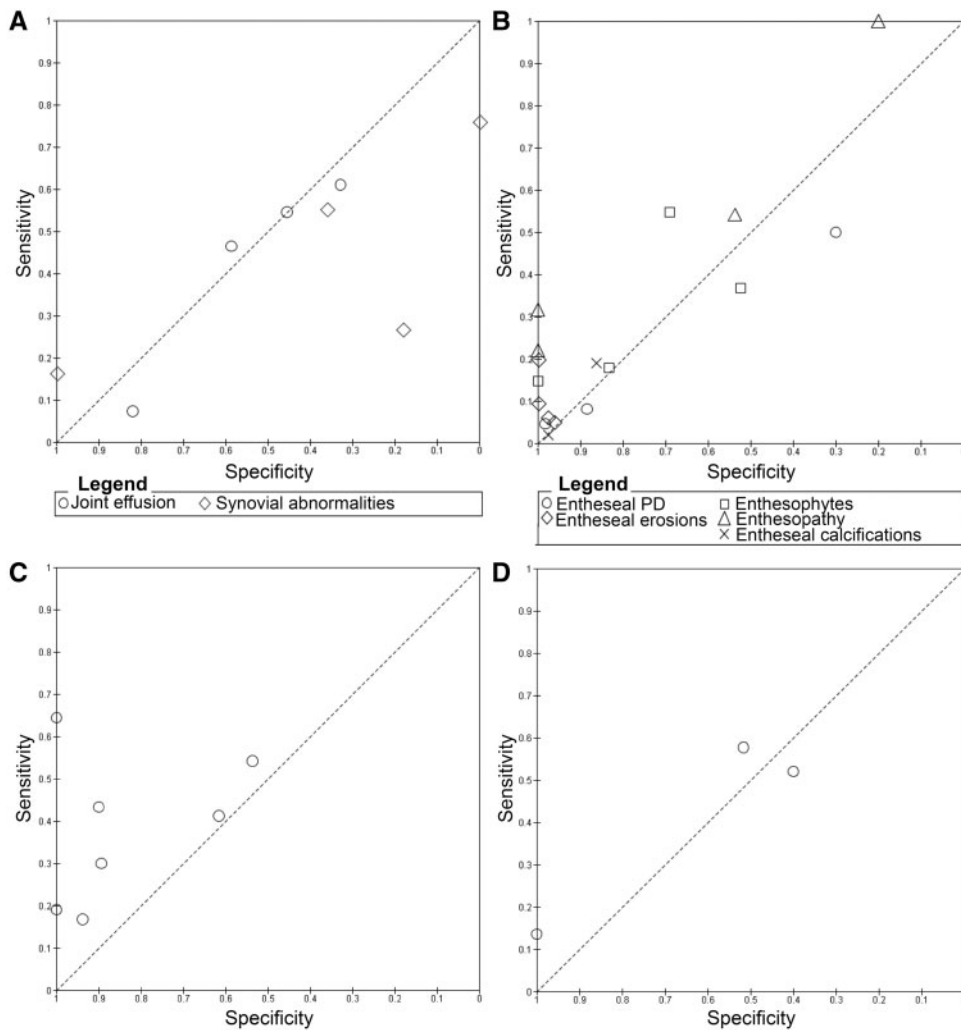 A
1
0.9
0.8
0.7
0.6
0.5
0.4
0.3
0.2
0.1
0
Sensitivity
1 0.9 0.8 0.7 0.6 0.5 0.4 0.3 0.2 0.1 0
Specificity
Legend
Joint effusion Synovial abnormalities
B
1
0.9
0.8
0.7
0.6
0.5
0.4
0.3
0.2
0.1
0
Sensitivity
1 0.9 0.8 0.7 0.6 0.5 0.4 0.3 0.2 0.1
Specificity
Legend
Entheseal PD Enthesophytes
Entheseal erosions Enthesopathy
Entheseal calcifications
C
1
0.9
0.8
0.7
0.6
0.5
0.4
0.3
0.2
0.1
0
Sensitivity
1 0.9 0.8 0.7 0.6 0.5 0.4 0.3 0.2 0.1 0
Specificity
D
1
0.9
0.8
0.7
0.6
0.5
0.4
0.3
0.2
0.1
0
Sensitivity
1 0.9 0.8 0.7 0.6 0.5 0.4 0.3 0.2 0.1
Specificity